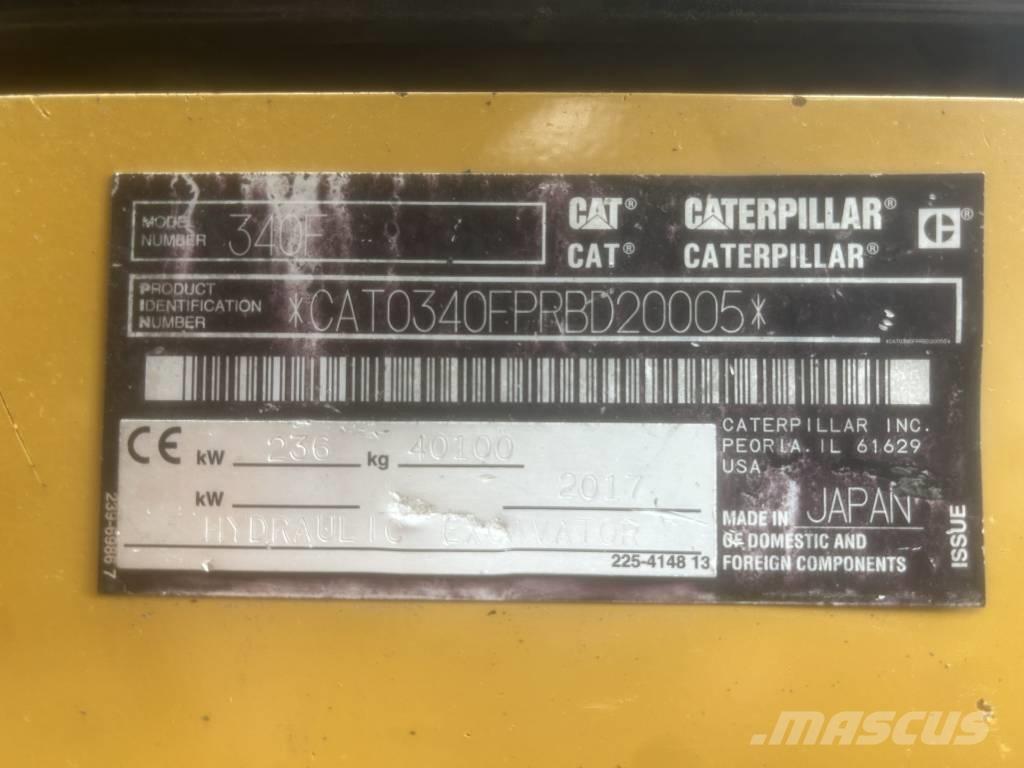 MODEL
NUMBER 340F
CAT® CATERPILLAR®
CAT® CATERPILLAR®
PRODUCT
IDENTIFICATION
NUMBER *CAT0340FPRBD20005*
*CAT0340FPRBD20005*
CE kW 236 kg 40100
kW 2017
HYDRAULIC EXCAVATOR
225-4148 13
239-5986 7
CATERPILLAR INC.
PEORIA. IL 61629
USA
MADE IN JAPAN
OF DOMESTIC AND
FOREIGN COMPONENTS
ISSUE
MASCUS